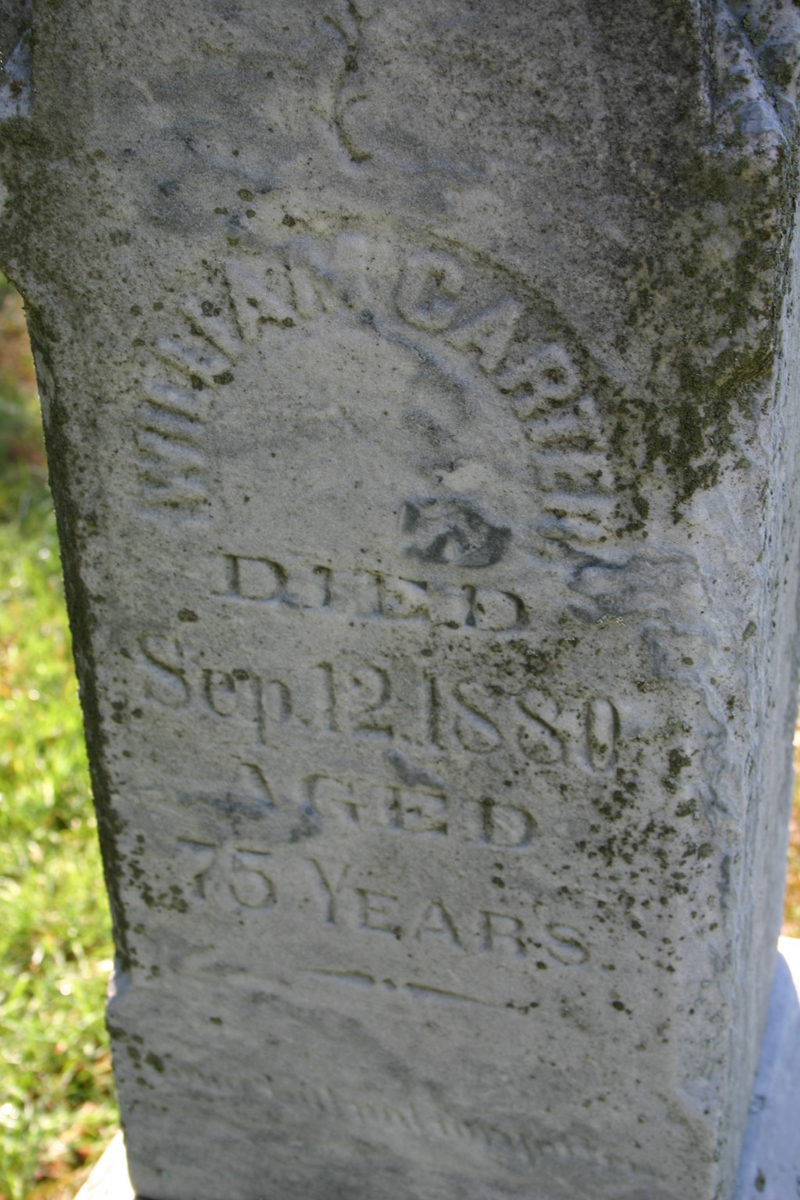 WILLIAM CARTER
DIED
Sep. 12, 1880
AGED
75 YEARS